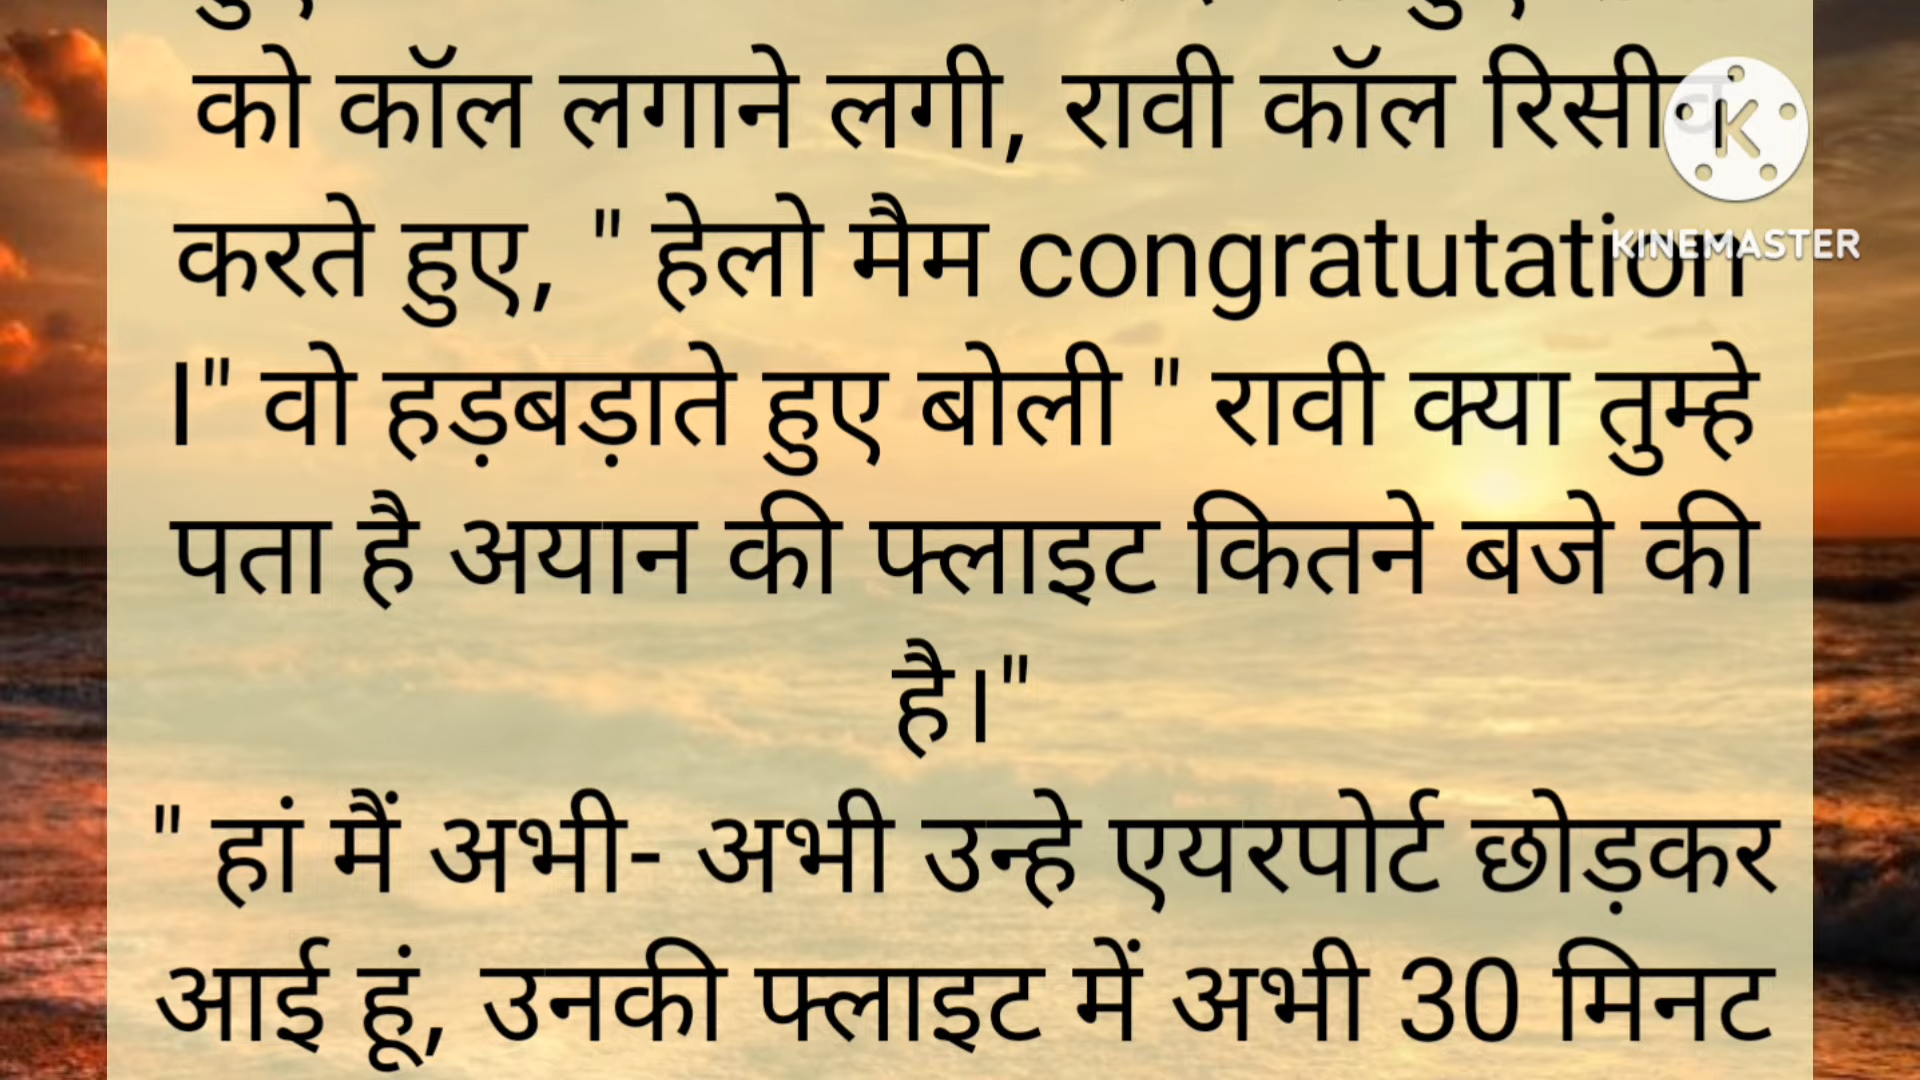 को कॉल लगाने लगी, रावी कॉल रिसीव
करते हुए, " हेलो मैम congratutation
।" वो हड़बड़ाते हुए बोली " रावी क्या तुम्हे
पता है अयान की फ्लाइट कितने बजे की
है।"
" हां मैं अभी- अभी उन्हे एयरपोर्ट छोड़कर
आई हूं, उनकी फ्लाइट में अभी 30 मिनट
K
KINEMASTER